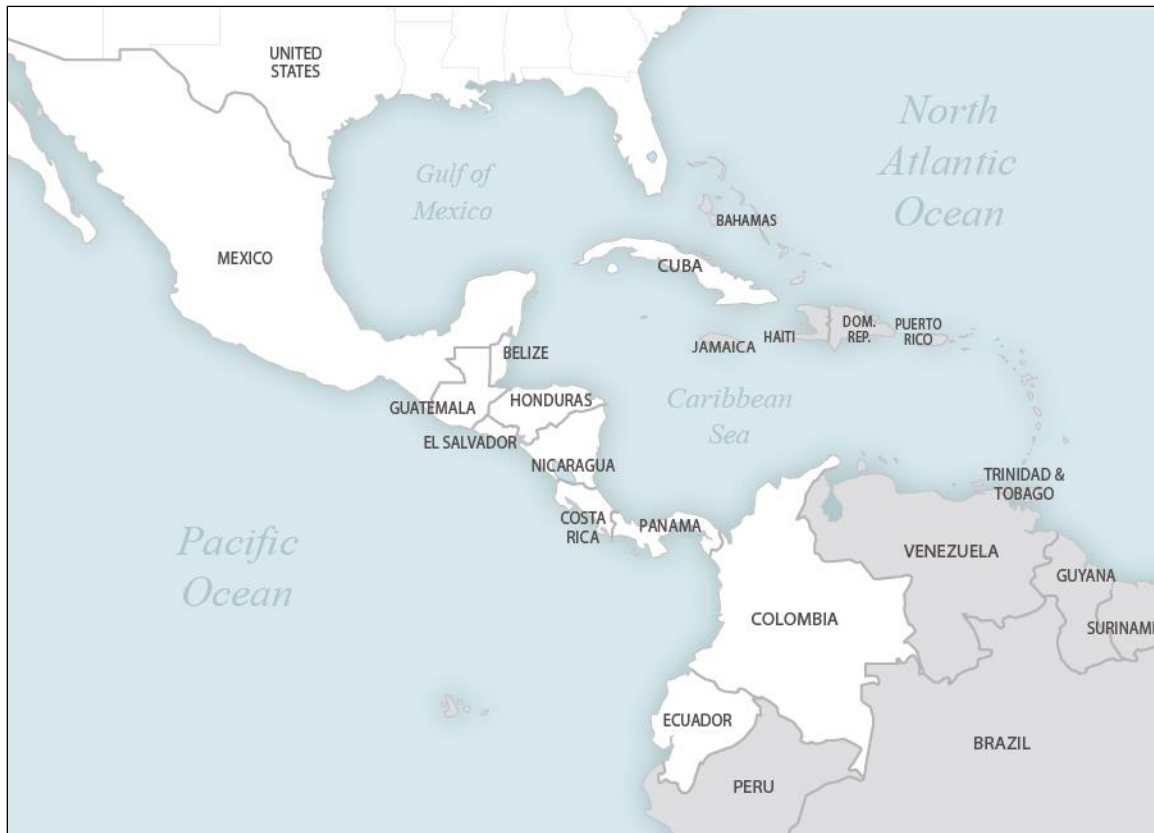 UNITED
STATES
North
Atlantic
Ocean
Gulf of
Mexico
BAHAMAS
MEXICO
CUBA
DOM.
REP.
PUERTO
RICO
HAITI
JAMAICA
BELIZE
HONDURAS
Caribbean
Sea
GUATEMALA
EL SALVADOR
NICARAGUA
TRINIDAD &
TOBAGO
COSTA
RICA
PANAMA
Pacific
Ocean
VENEZUELA
GUYANA
COLOMBIA
SURINAME
ECUADOR
BRAZIL
PERU